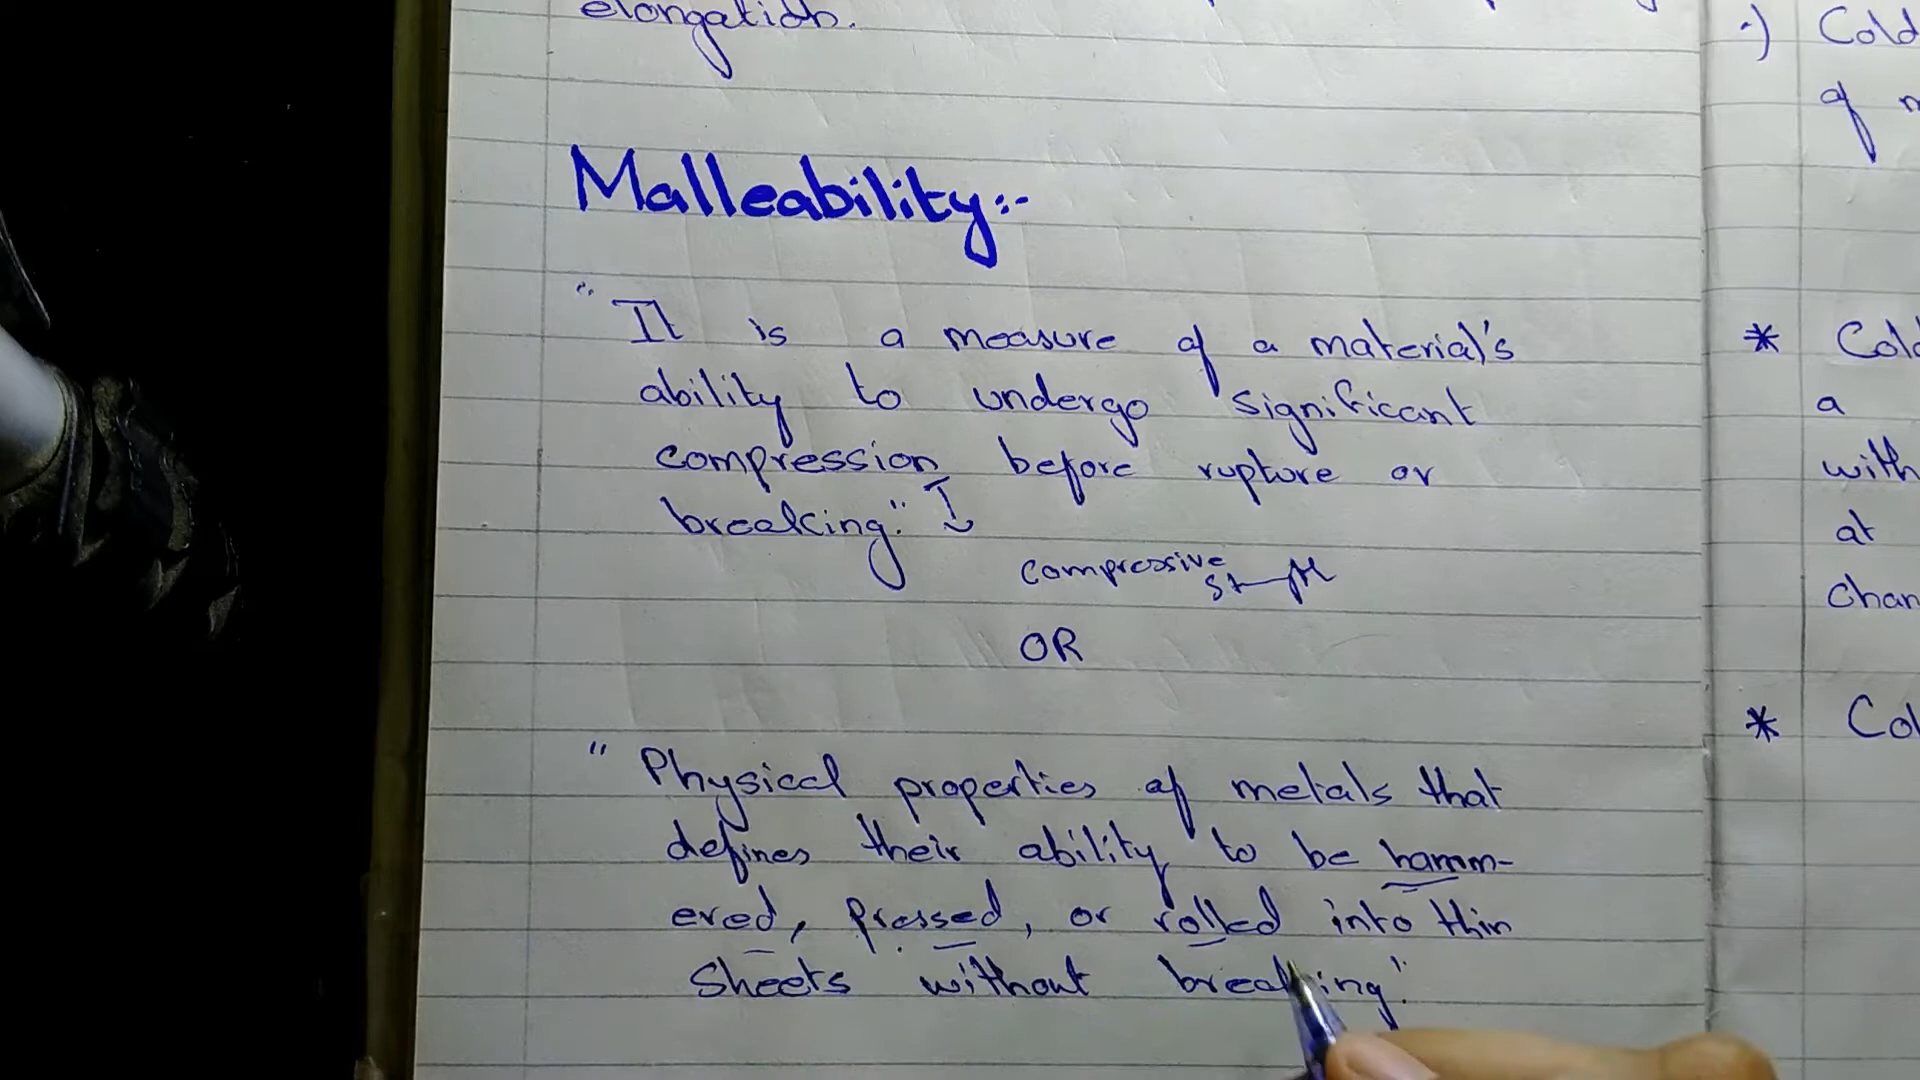 elongation.
Malleability:-
"It is a measure of a material's
ability to undergo significant
compression before rupture or
breaking."
compressive
OR
"Physical properties of metals that
defines their ability to be hamm-
ered, pressed, or rolled into thin
sheets without breaking."
:) Cold
of
* Cold
a
with
at
chan
* Col